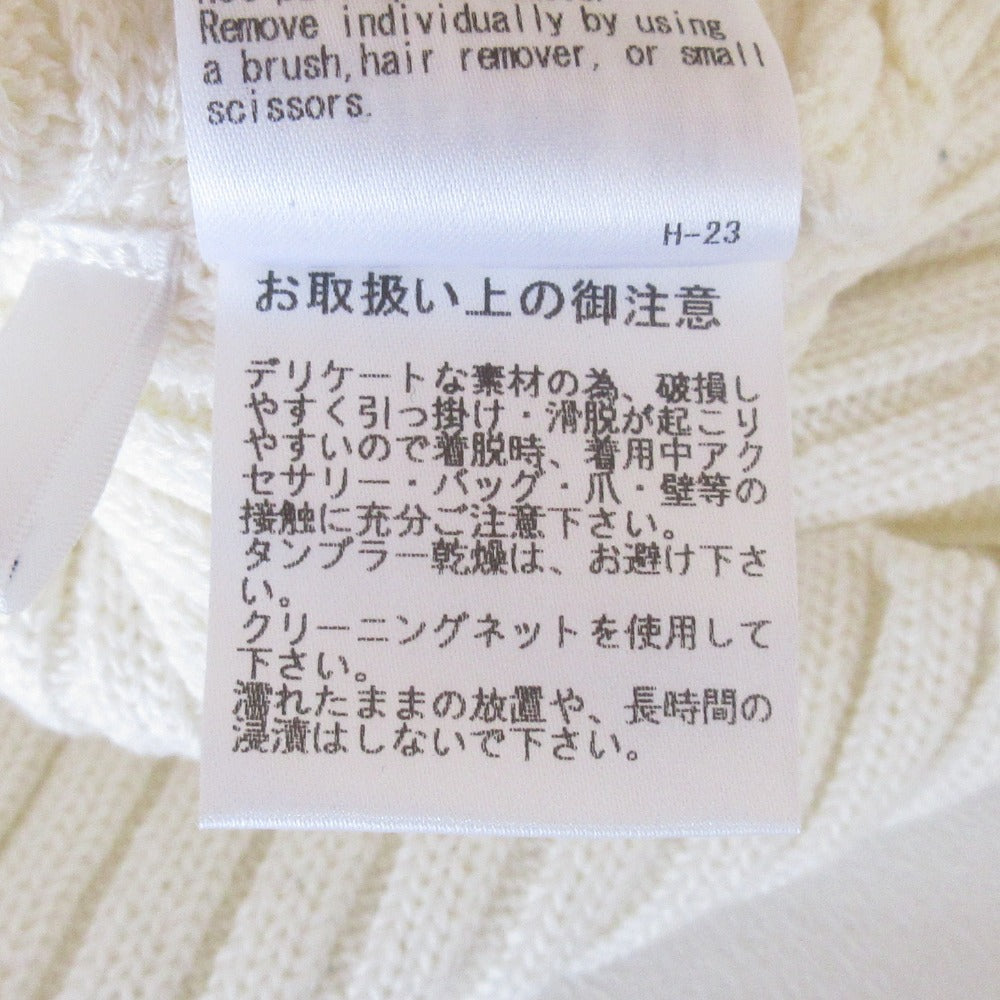 Remove individually by using
a brush,hair remover, or small
scissors.
H-23
お取扱い上の御注意
デリケートな素材の為、破損し
やすく引っ掛け・滑脱が起こり
やすいので着脱時、着用中アク
セサリー・バッグ・爪・壁等の
接触に充分ご注意下さい。
タンブラー乾燥は、お避け下さ
い。
クリーニングネットを使用して
下さい。
濡れたままの放置や、長時間の
浸漬はしないで下さい。